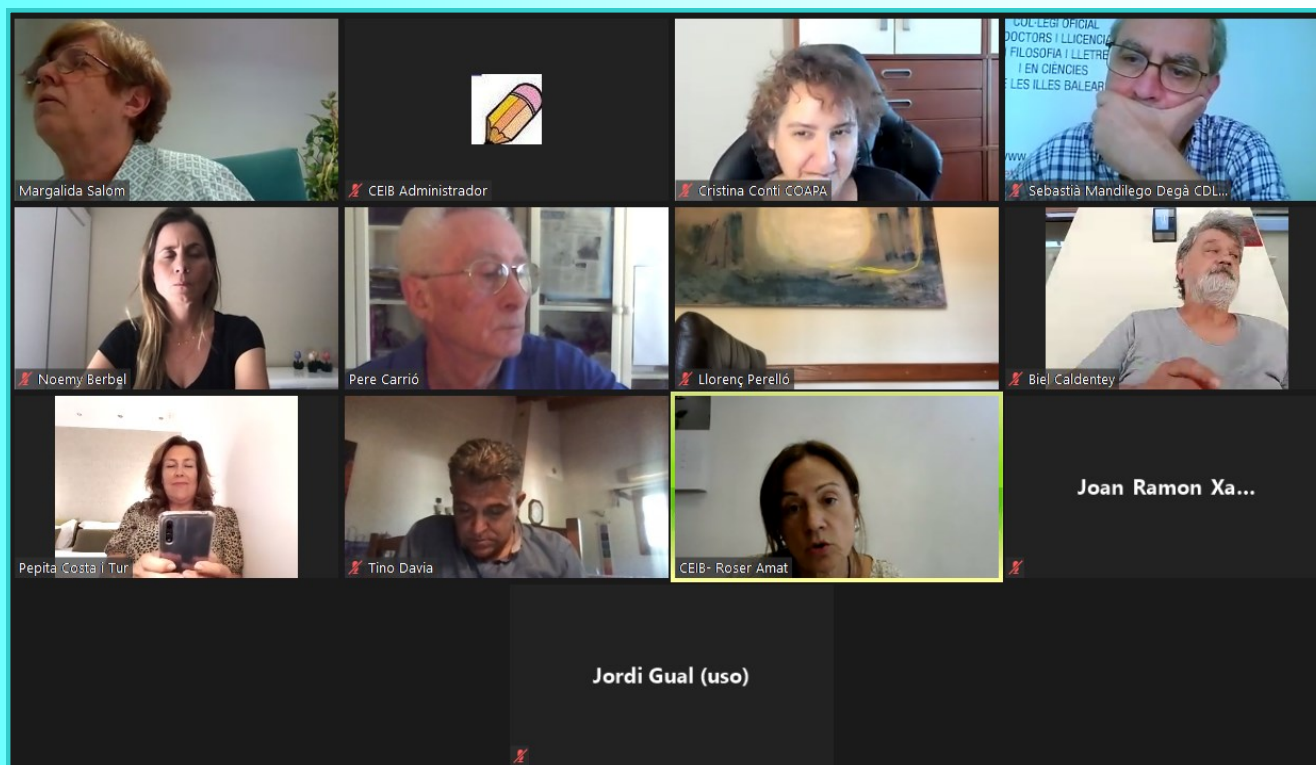 COL·LEGI OFICIAL
DOCTORS I LLICENCIA
FILOSOFIA I LLETRE
I EN CIÈNCIES
LES ILLES BALEAR
Margalida Salom
CEIB Administrador
Cristina Conti COAPA
Sebastià Mandilego Degà CDL...
Noemy Berbel
Pere Carrió
Llorenç Perelló
Biel Caldentey
Pepita Costa i Tur
Tino Davia
CEIB- Roser Amat
Joan Ramon Xa...
Jordi Gual (uso)